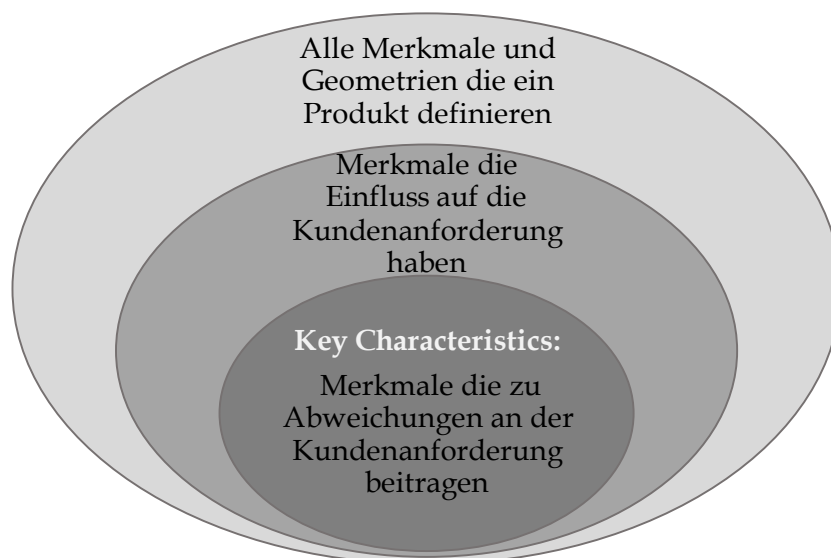 Alle Merkmale und
Geometrien die ein
Produkt definieren
Merkmale die
Einfluss auf die
Kundenanforderung
haben
Key Characteristics:
Merkmale die zu
Abweichungen an der
Kundenanforderung
beitragen